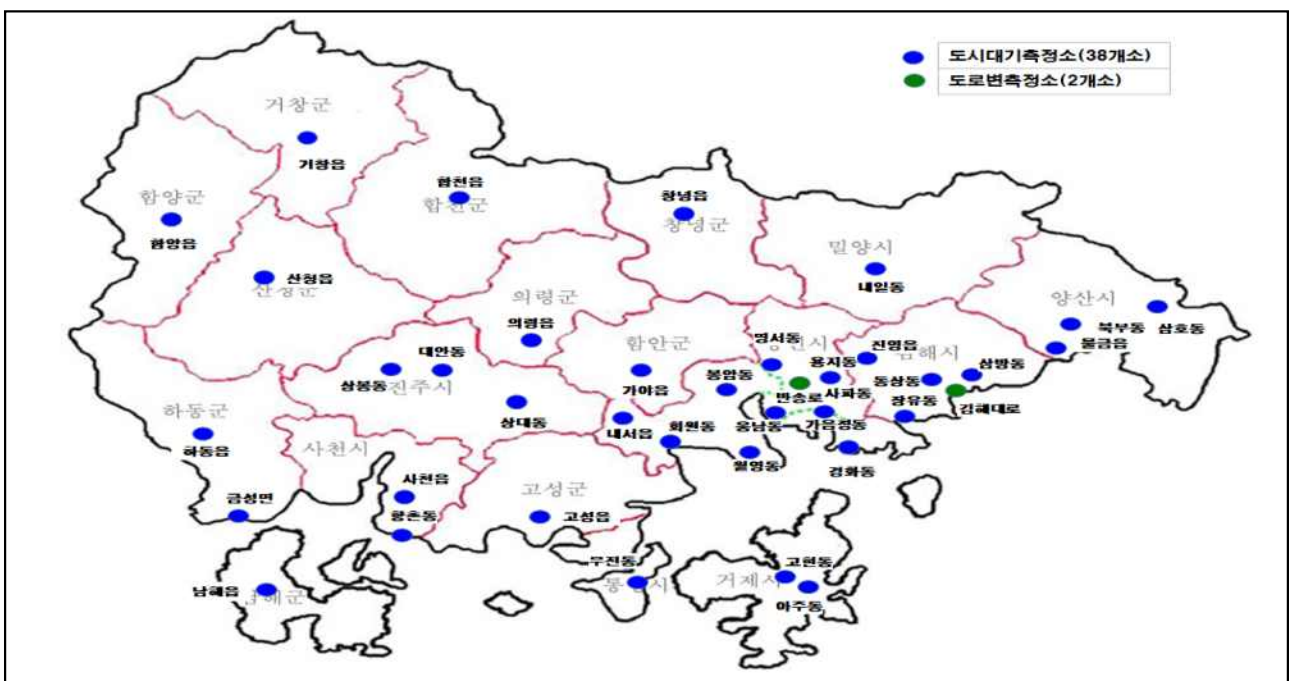 도시대기측정소(38개소)
도로변측정소(2개소)
거창군
거창읍
함양군
함양읍
합천읍
합천군
창녕읍
창녕군
밀양시
내일동
산청읍
산청군
의령군
의령읍
양산시
북부동
삼호동
물금읍
함안군
가야읍
명서동
용지동
진영읍
김해시
삼방동
동상동
장유동
김해대로
대안동
상봉동
진주시
상대동
봉암동
반송로
사파동
내서읍
회원동
웅남동
가음정동
월영동
경화동
하동군
하동읍
금성면
사천시
사천읍
향촌동
고성군
고성읍
남해읍
남해군
무전동
거제시
고현동
아주동